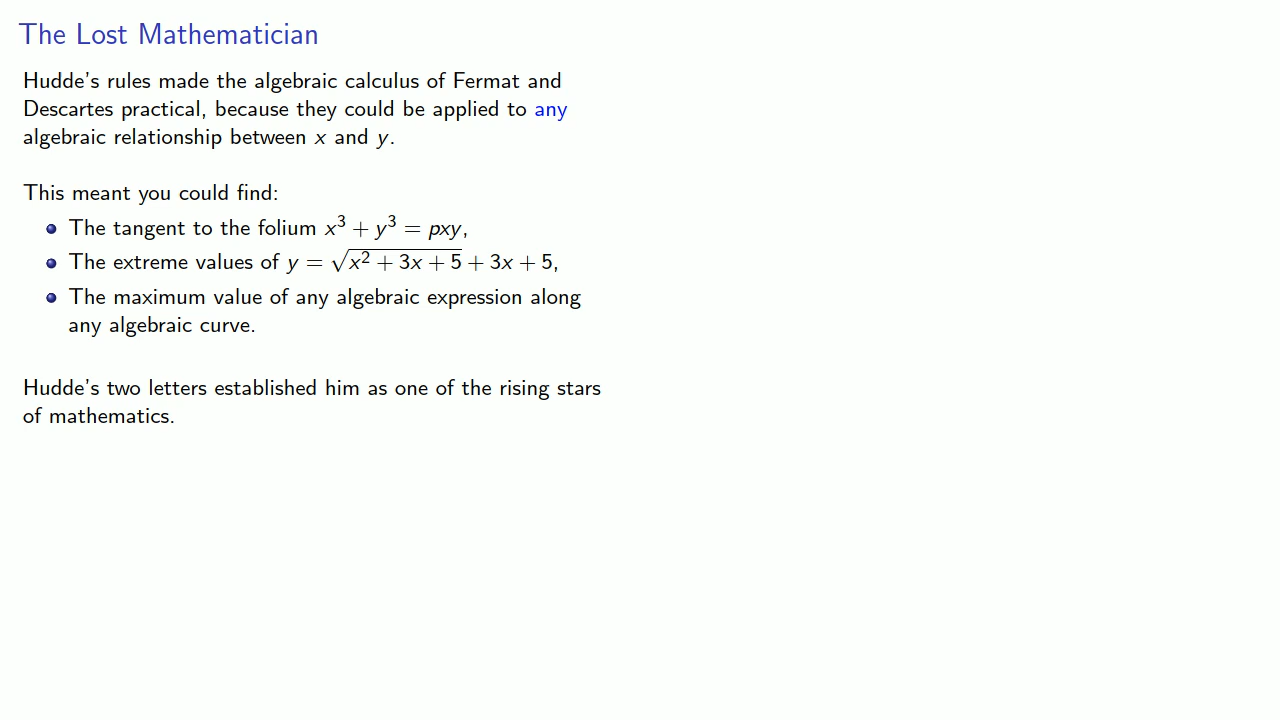 The Lost Mathematician
Hudde's rules made the algebraic calculus of Fermat and
Descartes practical, because they could be applied to any
algebraic relationship between x and y.
This meant you could find:
The tangent to the folium x³ + y³ = pxy,
The extreme values of y = √(x² + 3x + 5) + 3x + 5,
The maximum value of any algebraic expression along
any algebraic curve.
Hudde's two letters established him as one of the rising stars
of mathematics.